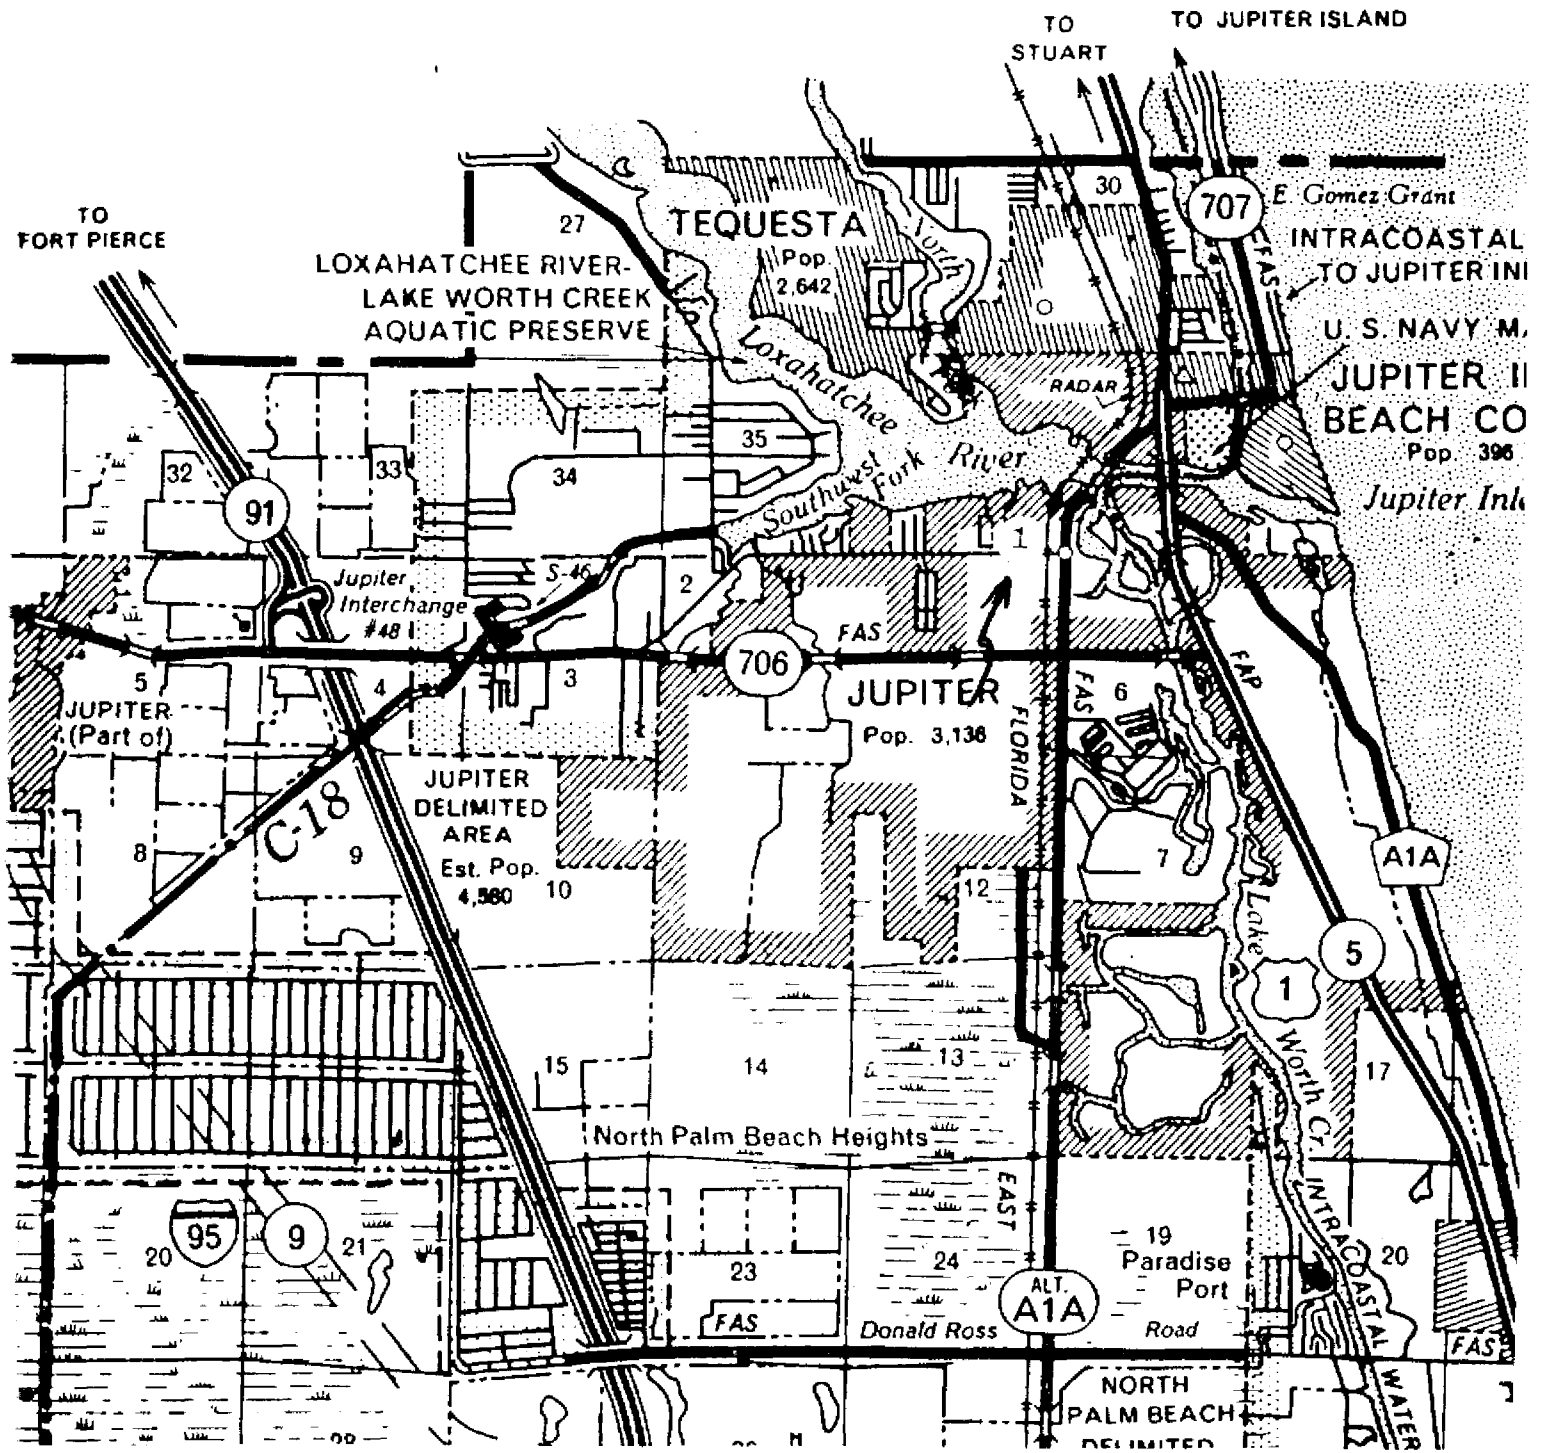 TO JUPITER ISLAND
TO
STUART
30
707
E. Gomez Grant
TO
FORT PIERCE
27
TEQUESTA
Pop.
2,642
North
FAS
INTRACOASTAL
TO JUPITER
LOXAHATCHEE RIVER-
LAKE WORTH CREEK
AQUATIC PRESERVE
U. S. NAVY
Loxahatchee
River
RADAR
JUPITER
BEACH CO
Pop. 396
Jupiter
32
33
34
35
Southwest
Fork
91
1
Jupiter
Interchange
#48
S-46
2
FAS
706
5
4
3
6
JUPITER
(Part of)
JUPITER
Pop. 3,136
FAS
FAP
FLORIDA
JUPITER
DELIMITED
AREA
Est. Pop.
4,580
C-18
8
9
10
12
7
A1A
Lake
Worth Cr.
5
1
15
14
13
17
North Palm Beach Heights
EAST
INTRACOASTAL WATER
95
9
20
21
23
24
19
Paradise
Port
20
ALT.
A1A
FAS
Donald Ross
Road
FAS
NORTH
PALM BEACH
DELIMITED